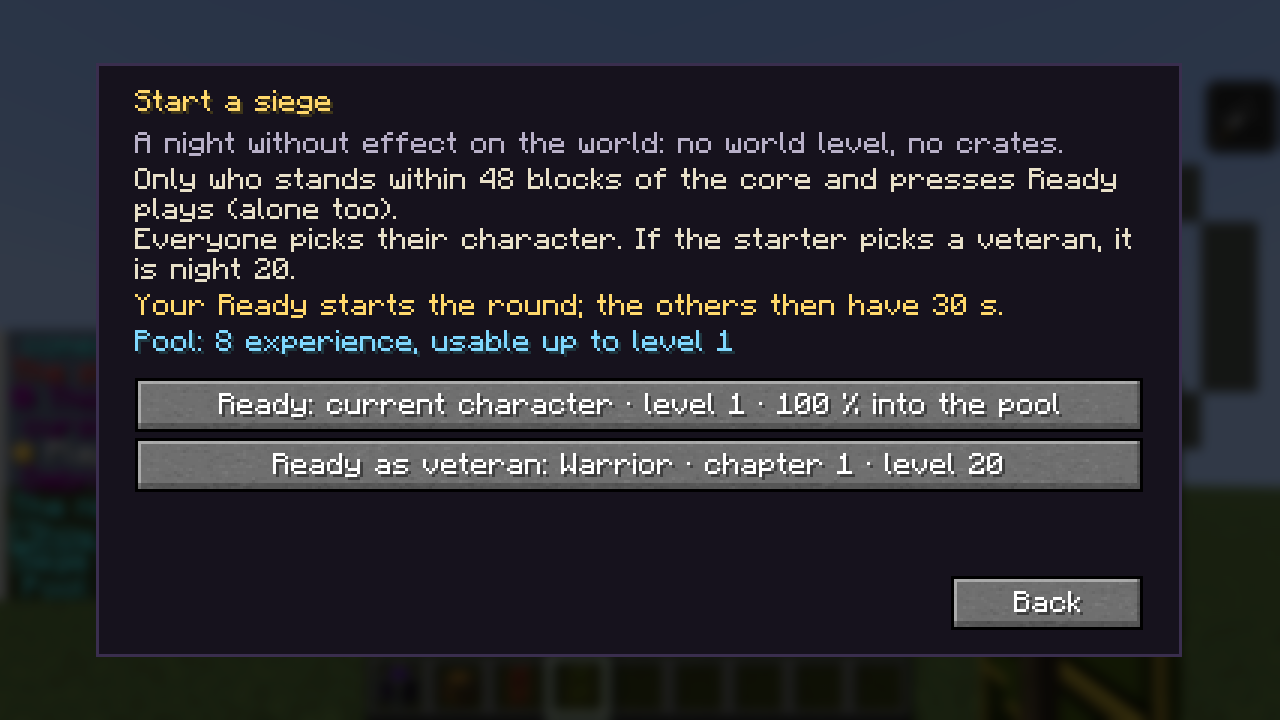 Start a siege
A night without effect on the world: no world level, no crates.
Only who stands within 48 blocks of the core and presses Ready
plays (alone too).
Everyone picks their character. If the starter picks a veteran, it
is night 20.
Your Ready starts the round; the others then have 30 s.
Pool: 8 experience, usable up to level 1
Ready: current character · level 1 · 100 % into the pool
Ready as veteran: Warrior · chapter 1 · level 20
Back